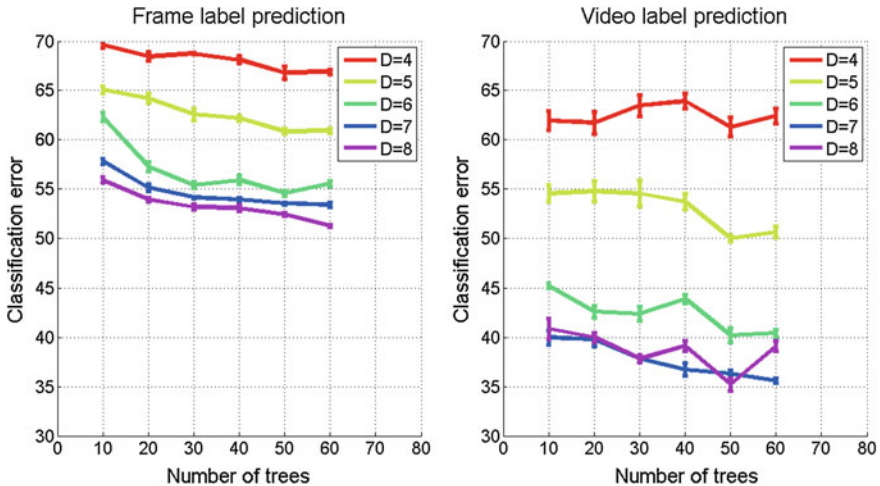 Frame label prediction
Classification error
70
65
60
55
50
45
40
35
30
0 10 20 30 40 50 60 70 80
Number of trees
D=4
D=5
D=6
D=7
D=8
Video label prediction
Classification error
70
65
60
55
50
45
40
35
30
0 10 20 30 40 50 60 70 80
Number of trees
D=4
D=5
D=6
D=7
D=8